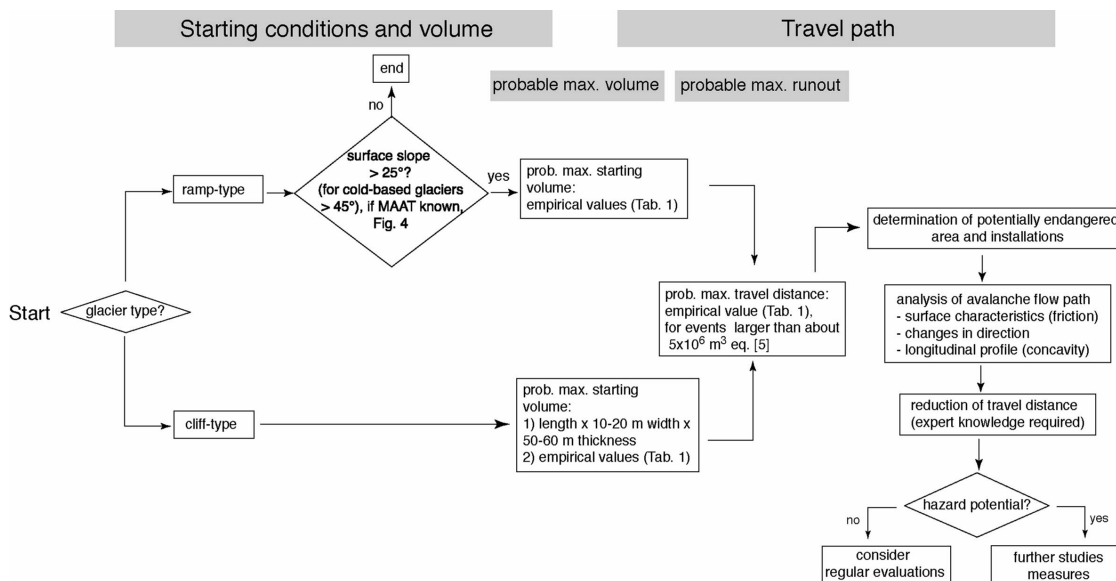 Starting conditions and volume
Travel path
probable max. volume
probable max. runout
end
no
surface slope
> 25°?
(for cold-based glaciers
> 45°), if MAAT known,
Fig. 4
yes
ramp-type
prob. max. starting
volume:
empirical values (Tab. 1)
Start
glacier type?
cliff-type
prob. max. starting
volume:
1) length x 10-20 m width x
50-60 m thickness
2) empirical values (Tab. 1)
prob. max. travel distance:
empirical value (Tab. 1),
for events larger than about
5x10⁶ m³ eq. [5]
determination of potentially endangered
area and installations
analysis of avalanche flow path
- surface characteristics (friction)
- changes in direction
- longitudinal profile (concavity)
reduction of travel distance
(expert knowledge required)
hazard potential?
no
yes
consider
regular evaluations
further studies
measures